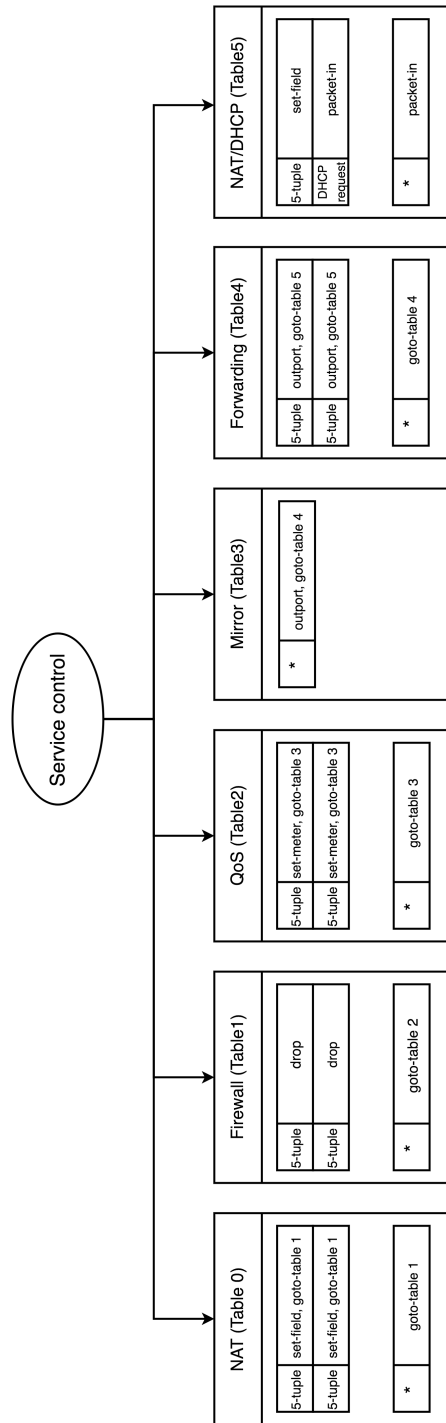 Service control
NAT (Table 0)
5-tuple set-field, goto-table 1
5-tuple set-field, goto-table 1
* goto-table 1
Firewall (Table1)
5-tuple drop
5-tuple drop
* goto-table 2
QoS (Table2)
5-tuple set-meter, goto-table 3
5-tuple set-meter, goto-table 3
* goto-table 3
Mirror (Table3)
* outport, goto-table 4
Forwarding (Table4)
5-tuple outport, goto-table 5
5-tuple outport, goto-table 5
* goto-table 4
NAT/DHCP (Table5)
5-tuple set-field
DHCP
request
packet-in
* packet-in